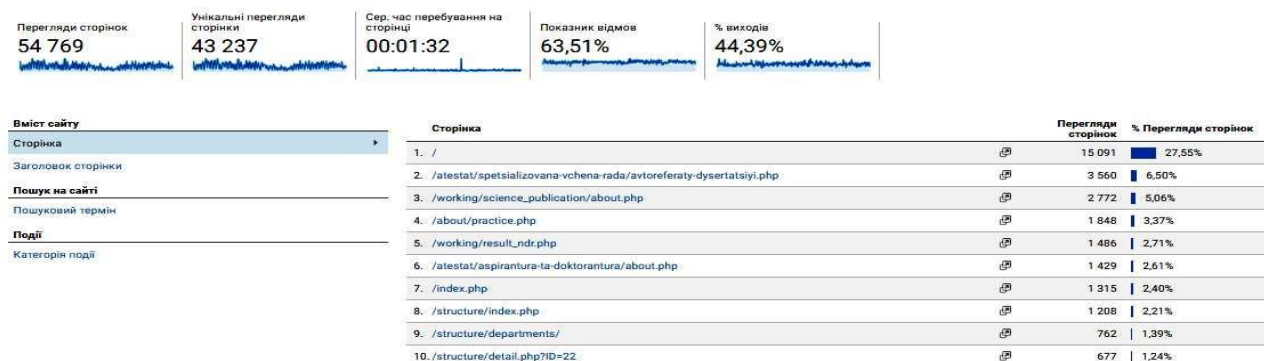 Перегляди сторінок
54 769
Унікальні перегляди
сторінки
43 237
Сер. час перебування на
сторінці
00:01:32
Показник відмов
63,51%
% виходів
44,39%
Вміст сайту
Сторінка
Заголовок сторінки
Пошук на сайті
Пошуковий термін
Події
Категорія події
Сторінка Перегляди сторінок % Перегляди сторінок
1. / 15 091 27,55%
2. /atestat/spetsializovana-vchena-rada/avtoreferaty-dysertatsiyi.php 3 560 6,50%
3. /working/science_publication/about.php 2 772 5,06%
4. /about/practice.php 1 848 3,37%
5. /working/result_ndr.php 1 486 2,71%
6. /atestat/aspirantura-ta-doktorantura/about.php 1 429 2,61%
7. /index.php 1 315 2,40%
8. /structure/index.php 1 208 2,21%
9. /structure/departments/ 762 1,39%
10. /structure/detail.php?ID=22 677 1,24%